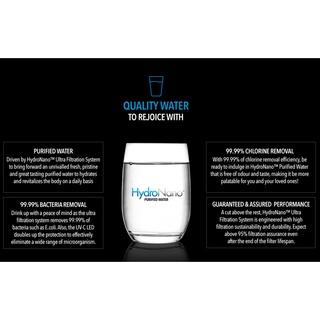 QUALITY WATER
TO REJOICE WITH
PURIFIED WATER
Driven by HydroNano™ Ultra Filtration System
to bring forward an unrivalled fresh, pristine
and great tasting purified water to hydrates
and revitalizes the body on a daily basis
99.99% CHLORINE REMOVAL
With 99.99% of chlorine removal efficiency, be
ready to indulge in HydroNano™ Purified Water
that is free of odour and taste, making it be more
palatable for you and your loved ones!
HydroNano™
PURIFIED WATER
99.99% BACTERIA REMOVAL
Drink up with a peace of mind as the ultra
filtration system removes 99.99% of
bacteria such as E.coli. Also, the UV-C LED
doubles up the protection to effectively
eliminate a wide range of microorganism.
GUARANTEED & ASSURED PERFORMANCE
A cut above the rest, HydroNano™ Ultra
Filtration System is engineered with high
filtration sustainability and durability. Expect
above 95% filtration assurance even
after the end of the filter lifespan.